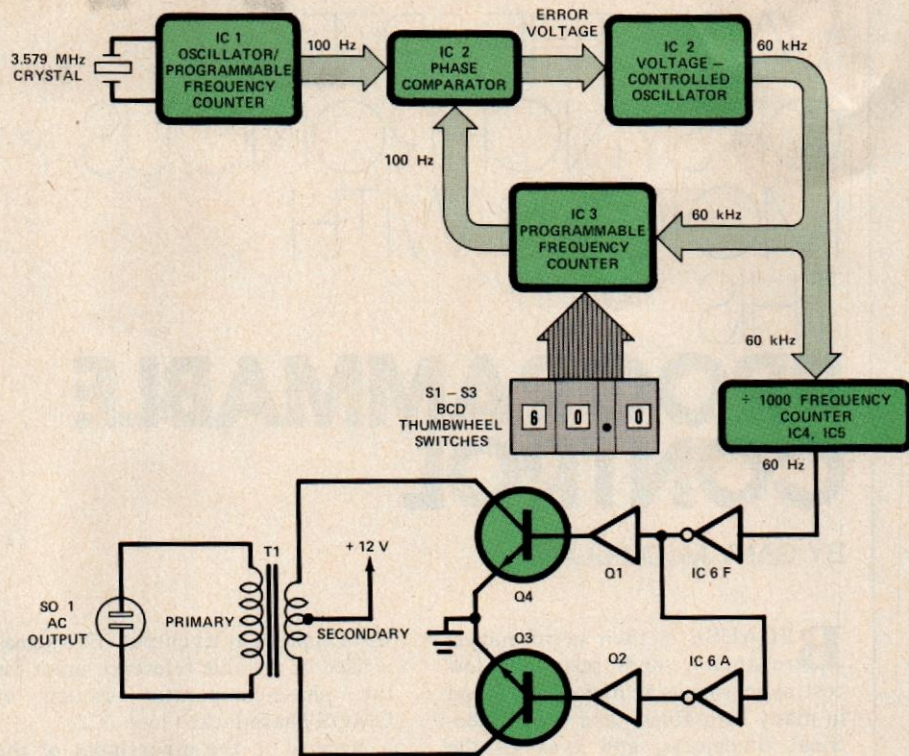 3.579 MHz
CRYSTAL
IC 1
OSCILLATOR/
PROGRAMMABLE
FREQUENCY
COUNTER
100 Hz
IC 2
PHASE
COMPARATOR
ERROR
VOLTAGE
IC 2
VOLTAGE –
CONTROLLED
OSCILLATOR
60 kHz
100 Hz
IC 3
PROGRAMMABLE
FREQUENCY
COUNTER
60 kHz
60 kHz
S1 – S3
BCD
THUMBWHEEL
SWITCHES
6 0 . 0
÷ 1000 FREQUENCY
COUNTER
IC4, IC5
60 Hz
SO 1
AC
OUTPUT
PRIMARY
T1
+ 12 V
SECONDARY
Q4
Q1
IC 6 F
Q3
Q2
IC 6 A